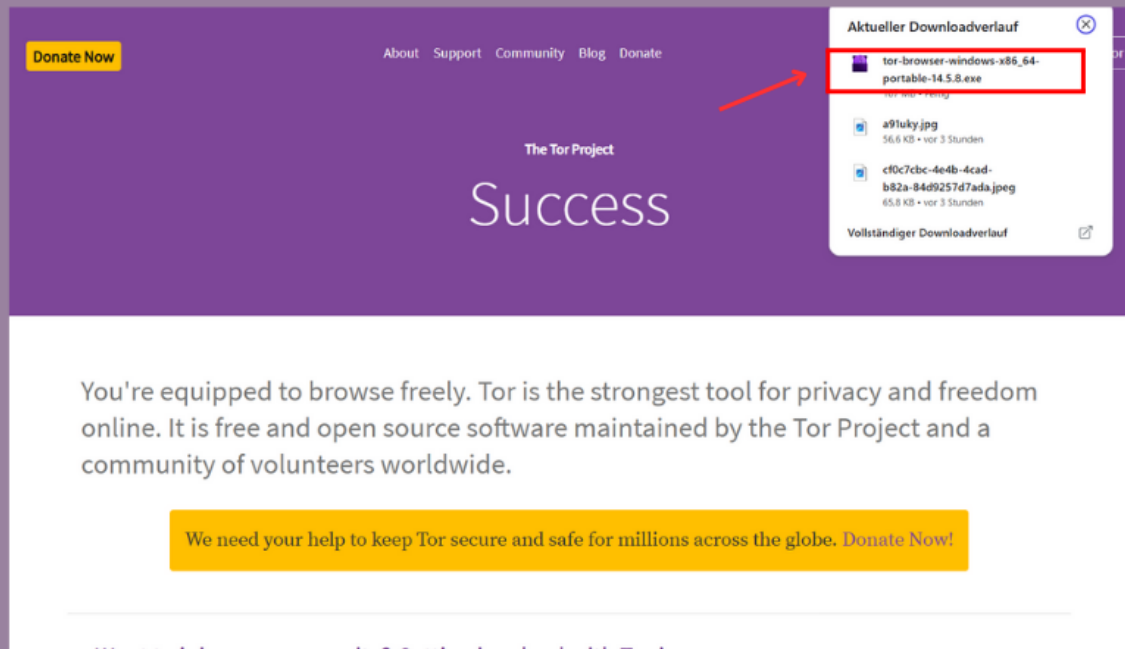 Donate Now
About Support Community Blog Donate
The Tor Project
Success
Aktueller Downloadverlauf
tor-browser-windows-x86_64-
portable-14.5.8.exe
107 MB • Fertig
a91uky.jpg
56,6 KB • vor 3 Stunden
cf0c7cbc-4e4b-4cad-
b82a-84d9257d7ada.jpeg
65,8 KB • vor 3 Stunden
Vollständiger Downloadverlauf
You're equipped to browse freely. Tor is the strongest tool for privacy and freedom
online. It is free and open source software maintained by the Tor Project and a
community of volunteers worldwide.
We need your help to keep Tor secure and safe for millions across the globe. Donate Now!